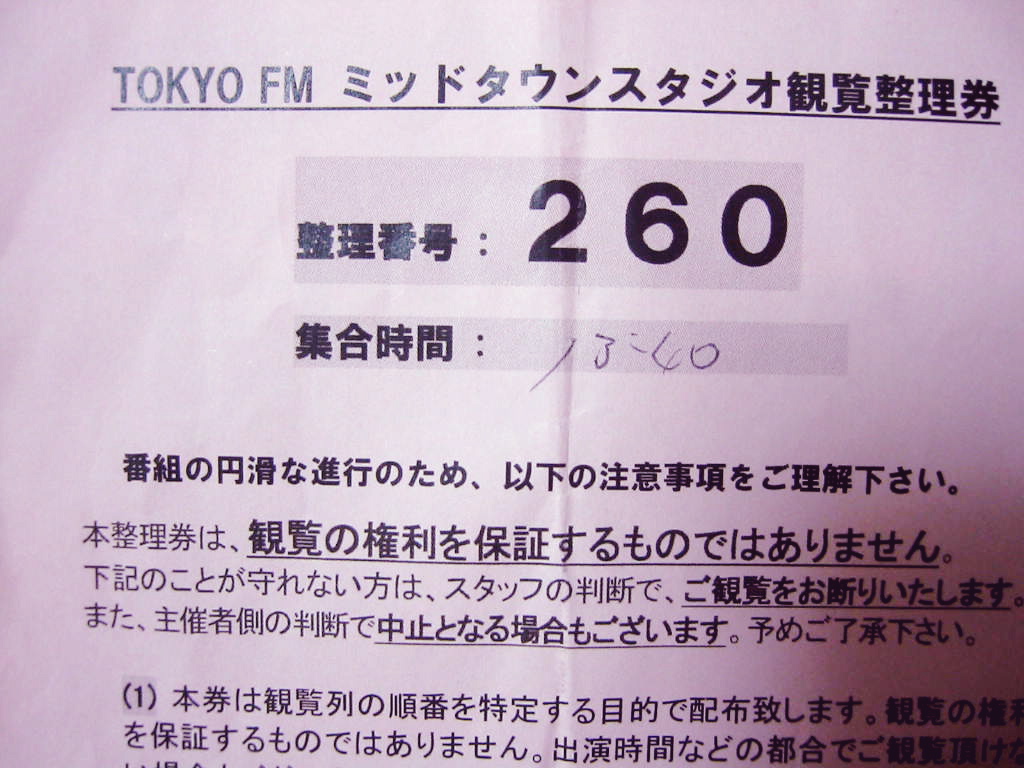 TOKYO FM ミッドタウンスタジオ観覧整理券
整理番号： 260
集合時間： 13:40
番組の円滑な進行のため、以下の注意事項をご理解下さい。
本整理券は、観覧の権利を保証するものではありません。
下記のことが守れない方は、スタッフの判断で、ご観覧をお断りいたします。
また、主催者側の判断で中止となる場合もございます。予めご了承下さい。
(1) 本券は観覧列の順番を特定する目的で配布致します。観覧の権利
を保証するものではありません。出演時間などの都合でご観覧頂けな